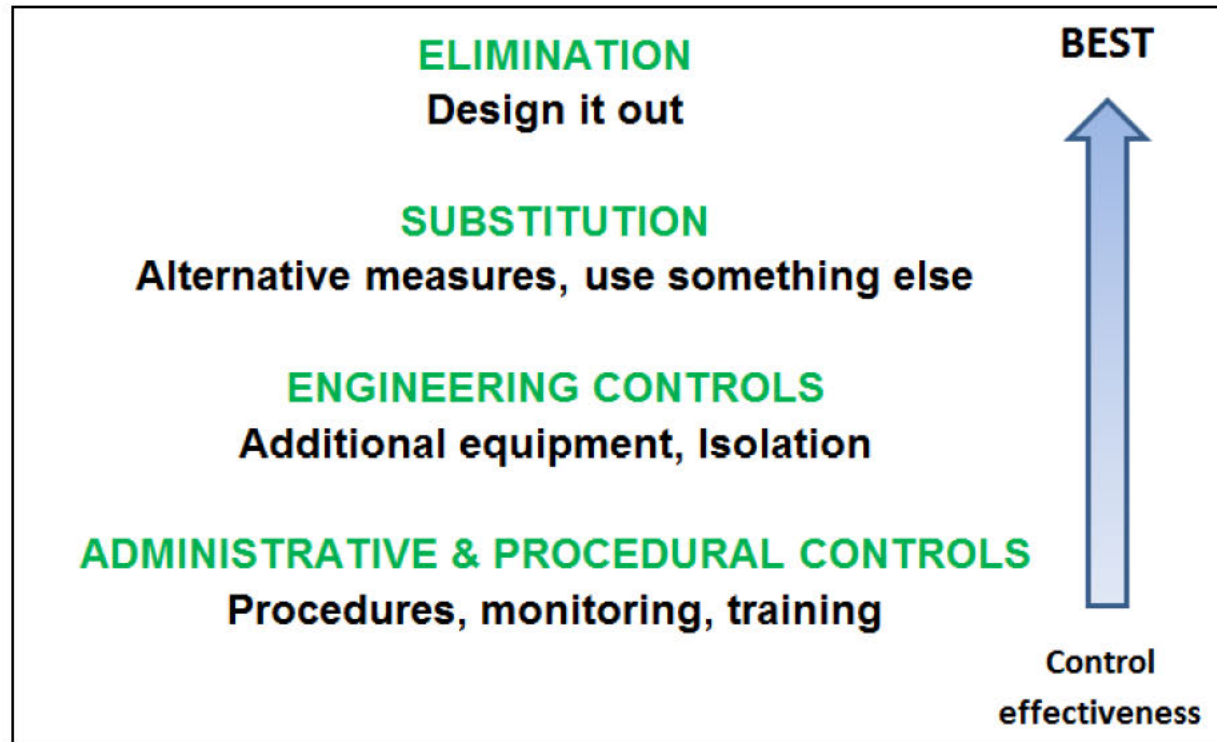 ELIMINATION
Design it out
BEST
SUBSTITUTION
Alternative measures, use something else
ENGINEERING CONTROLS
Additional equipment, Isolation
ADMINISTRATIVE & PROCEDURAL CONTROLS
Procedures, monitoring, training
Control
effectiveness